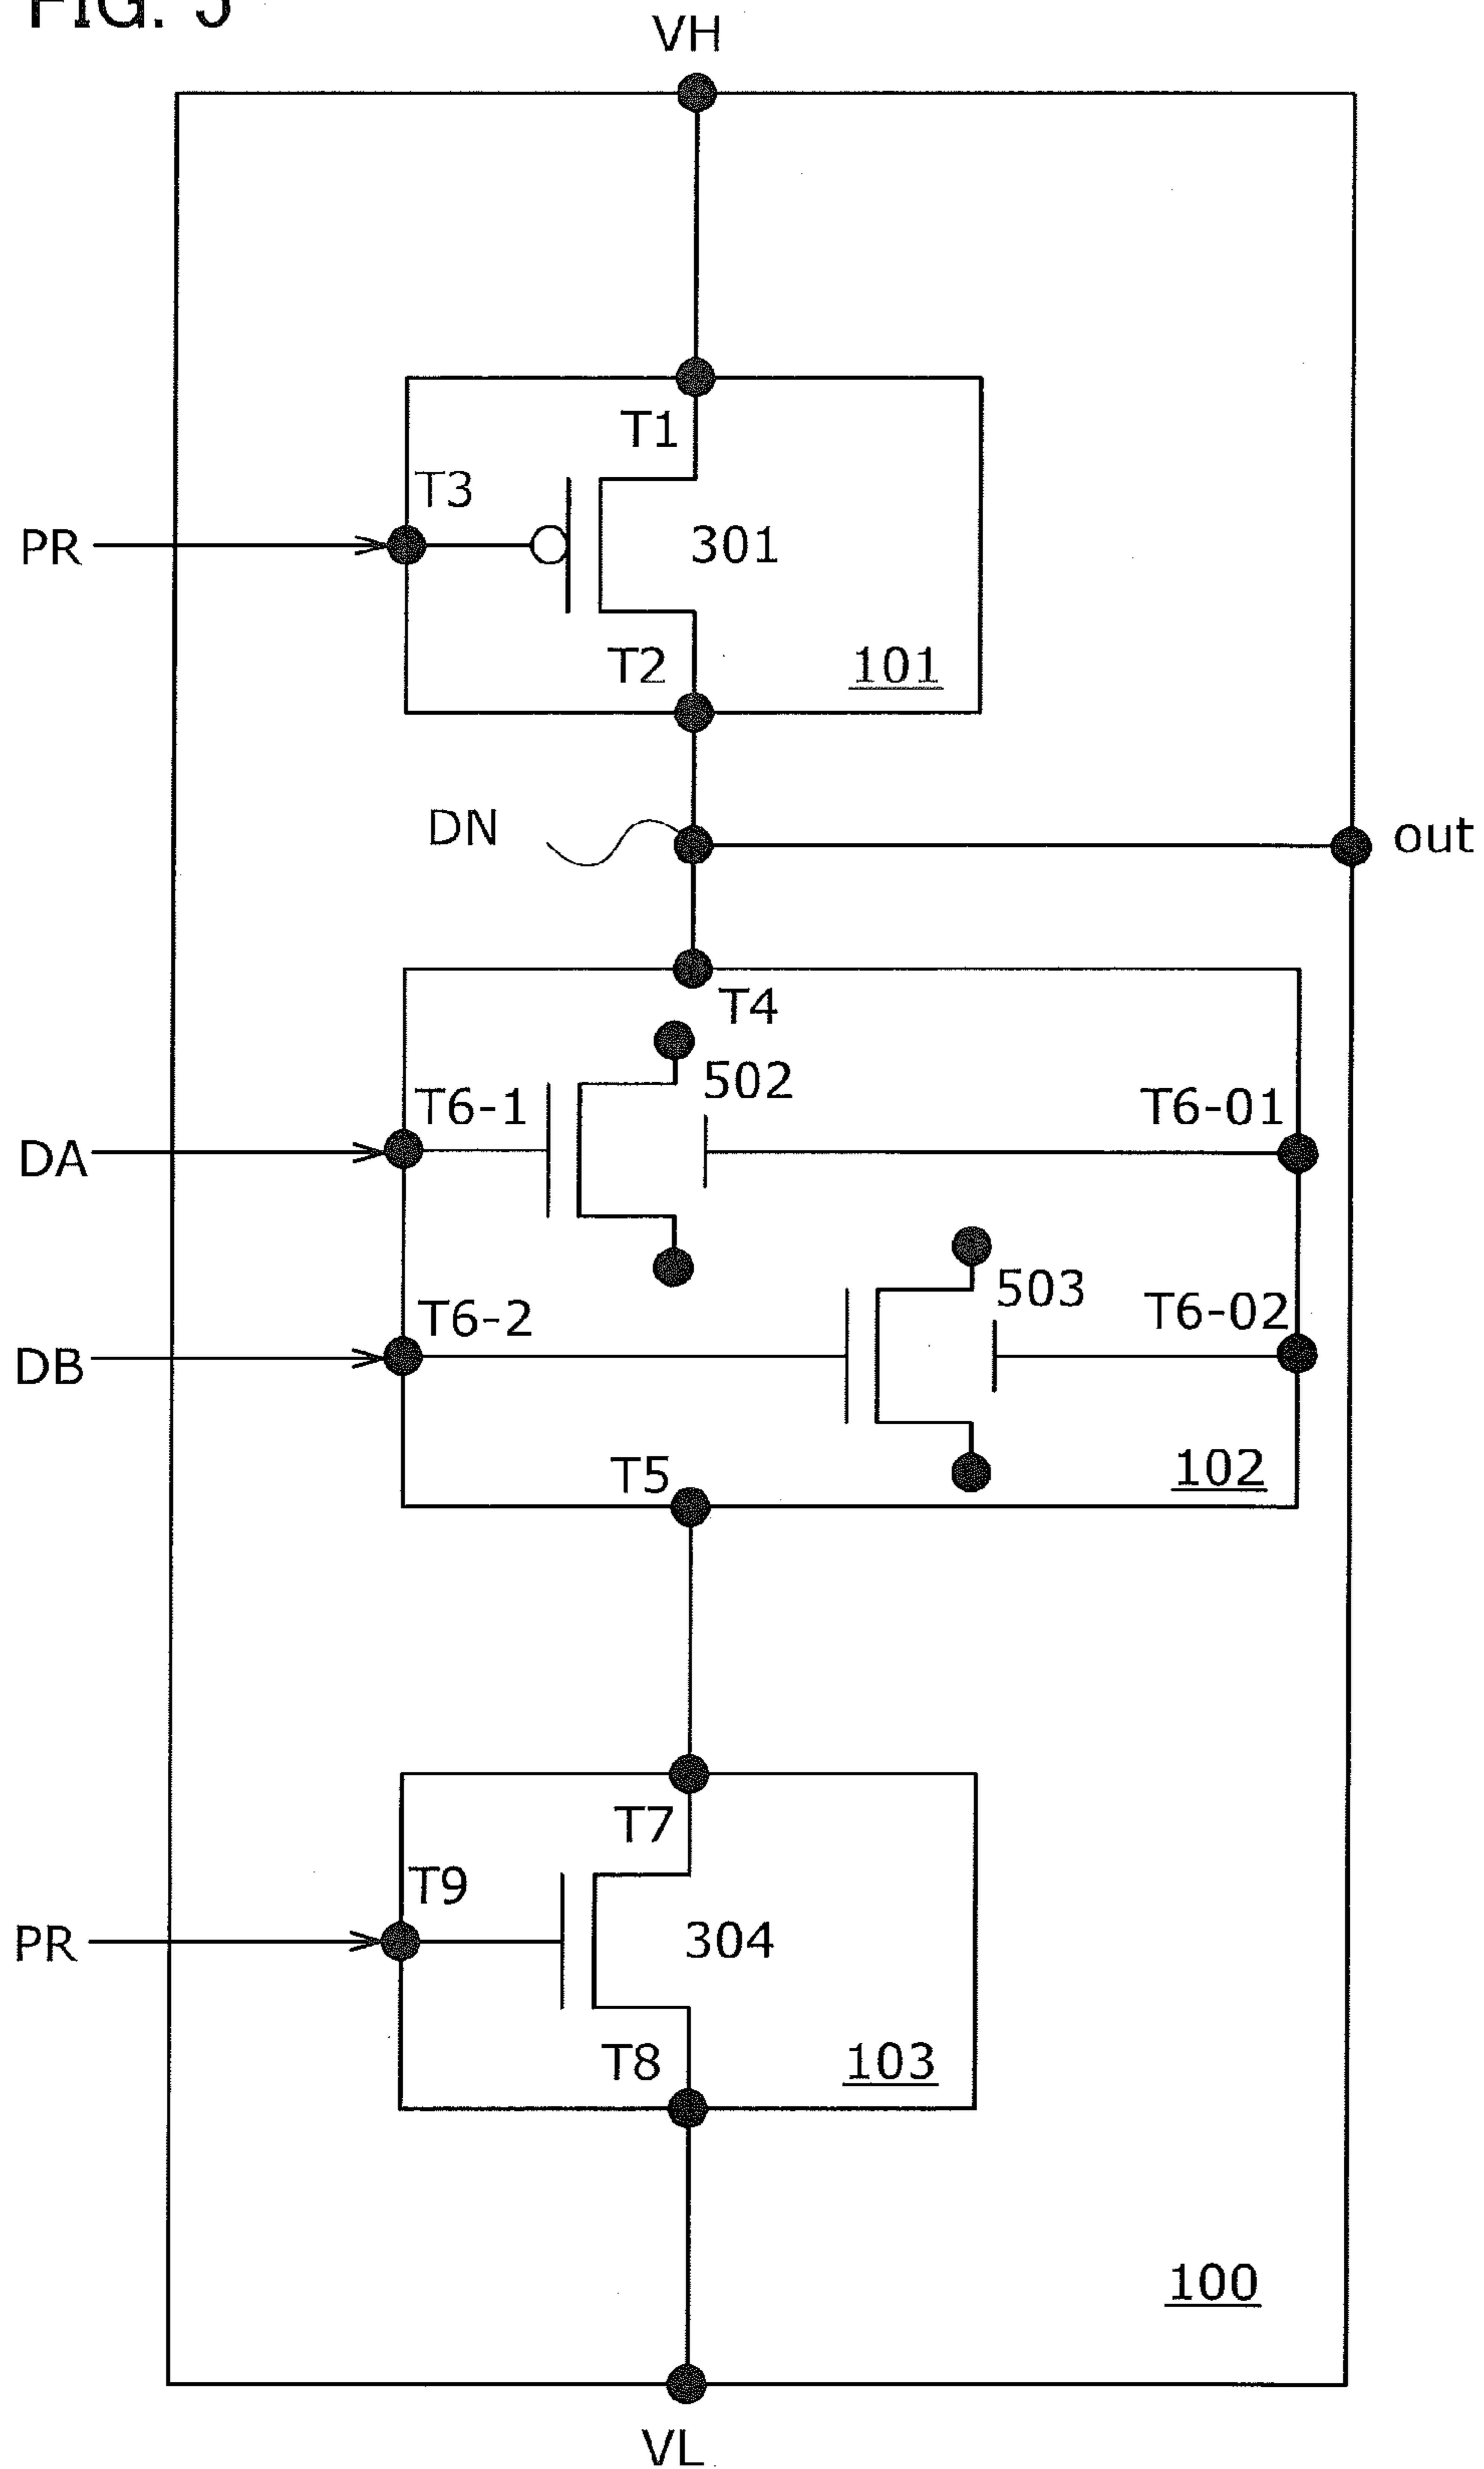 FIG. 5
VH
T1
T3
PR
301
T2
101
DN
out
T4
502
T6-1
T6-01
DA
503
T6-2
T6-02
DB
T5
102
T7
T9
PR
304
T8
103
100
VL